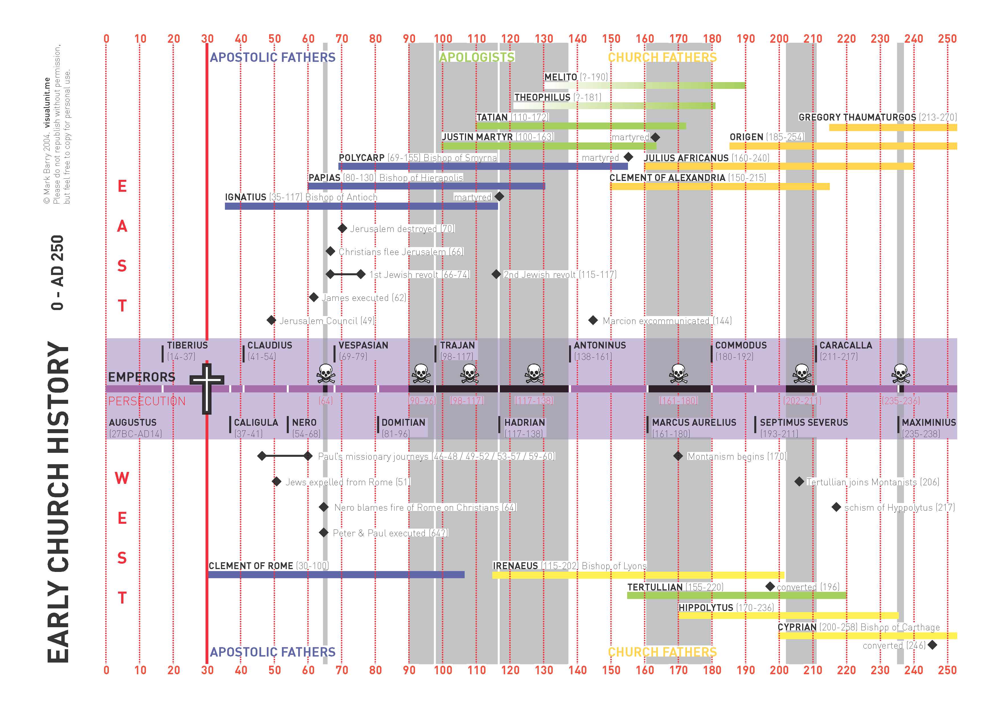 EARLY CHURCH HISTORY 0 - AD 250
© Mark Barry 2004. visualunit.me
Please do not republish without permission,
but feel free to copy for personal use.
0 10 20 30 40 50 60 70 80 90 100 110 120 130 140 150 160 170 180 190 200 210 220 230 240 250
APOSTOLIC FATHERS
APOLOGISTS
CHURCH FATHERS
EAST
MELITO (?-190)
THEOPHILUS (?-181)
TATIAN (110-172)
GREGORY THAUMATURGOS (213-270)
JUSTIN MARTYR (100-163)
martyred
ORIGEN (185-254)
POLYCARP (69-155) Bishop of Smyrna
martyred
JULIUS AFRICANUS (160-240)
PAPIAS (80-130) Bishop of Hierapolis
CLEMENT OF ALEXANDRIA (150-215)
IGNATIUS (35-117) Bishop of Antioch
martyred
Jerusalem destroyed (70)
Christians flee Jerusalem (66)
1st Jewish revolt (66-74)
2nd Jewish revolt (115-117)
James executed (62)
Jerusalem Council (49)
Marcion excommunicated (144)
TIBERIUS
(14-37)
CLAUDIUS
(41-54)
VESPASIAN
(69-79)
TRAJAN
(98-117)
ANTONINUS
(138-161)
COMMODUS
(180-192)
CARACALLA
(211-217)
EMPERORS
PERSECUTION
(64)
(90-96)
(98-117)
(117-138)
(161-180)
(202-211)
(235-236)
AUGUSTUS
(27BC-AD14)
CALIGULA
(37-41)
NERO
(54-68)
DOMITIAN
(81-96)
HADRIAN
(117-138)
MARCUS AURELIUS
(161-180)
SEPTIMUS SEVERUS
(193-211)
MAXIMINIUS
(235-238)
WEST
Paul's missionary journeys (46-48 / 49-52 / 53-57 / 59-60)
Montanism begins (170)
Jews expelled from Rome (51)
Tertullian joins Montanists (206)
Nero blames fire of Rome on Christians (64)
schism of Hyppolytus (217)
Peter & Paul executed (64?)
CLEMENT OF ROME (30-100)
IRENAEUS (115-202) Bishop of Lyons
TERTULLIAN (155-220)
converted (196)
HIPPOLYTUS (170-236)
CYPRIAN (200-258) Bishop of Carthage
converted (246)
APOSTOLIC FATHERS
CHURCH FATHERS
0 10 20 30 40 50 60 70 80 90 100 110 120 130 140 150 160 170 180 190 200 210 220 230 240 250